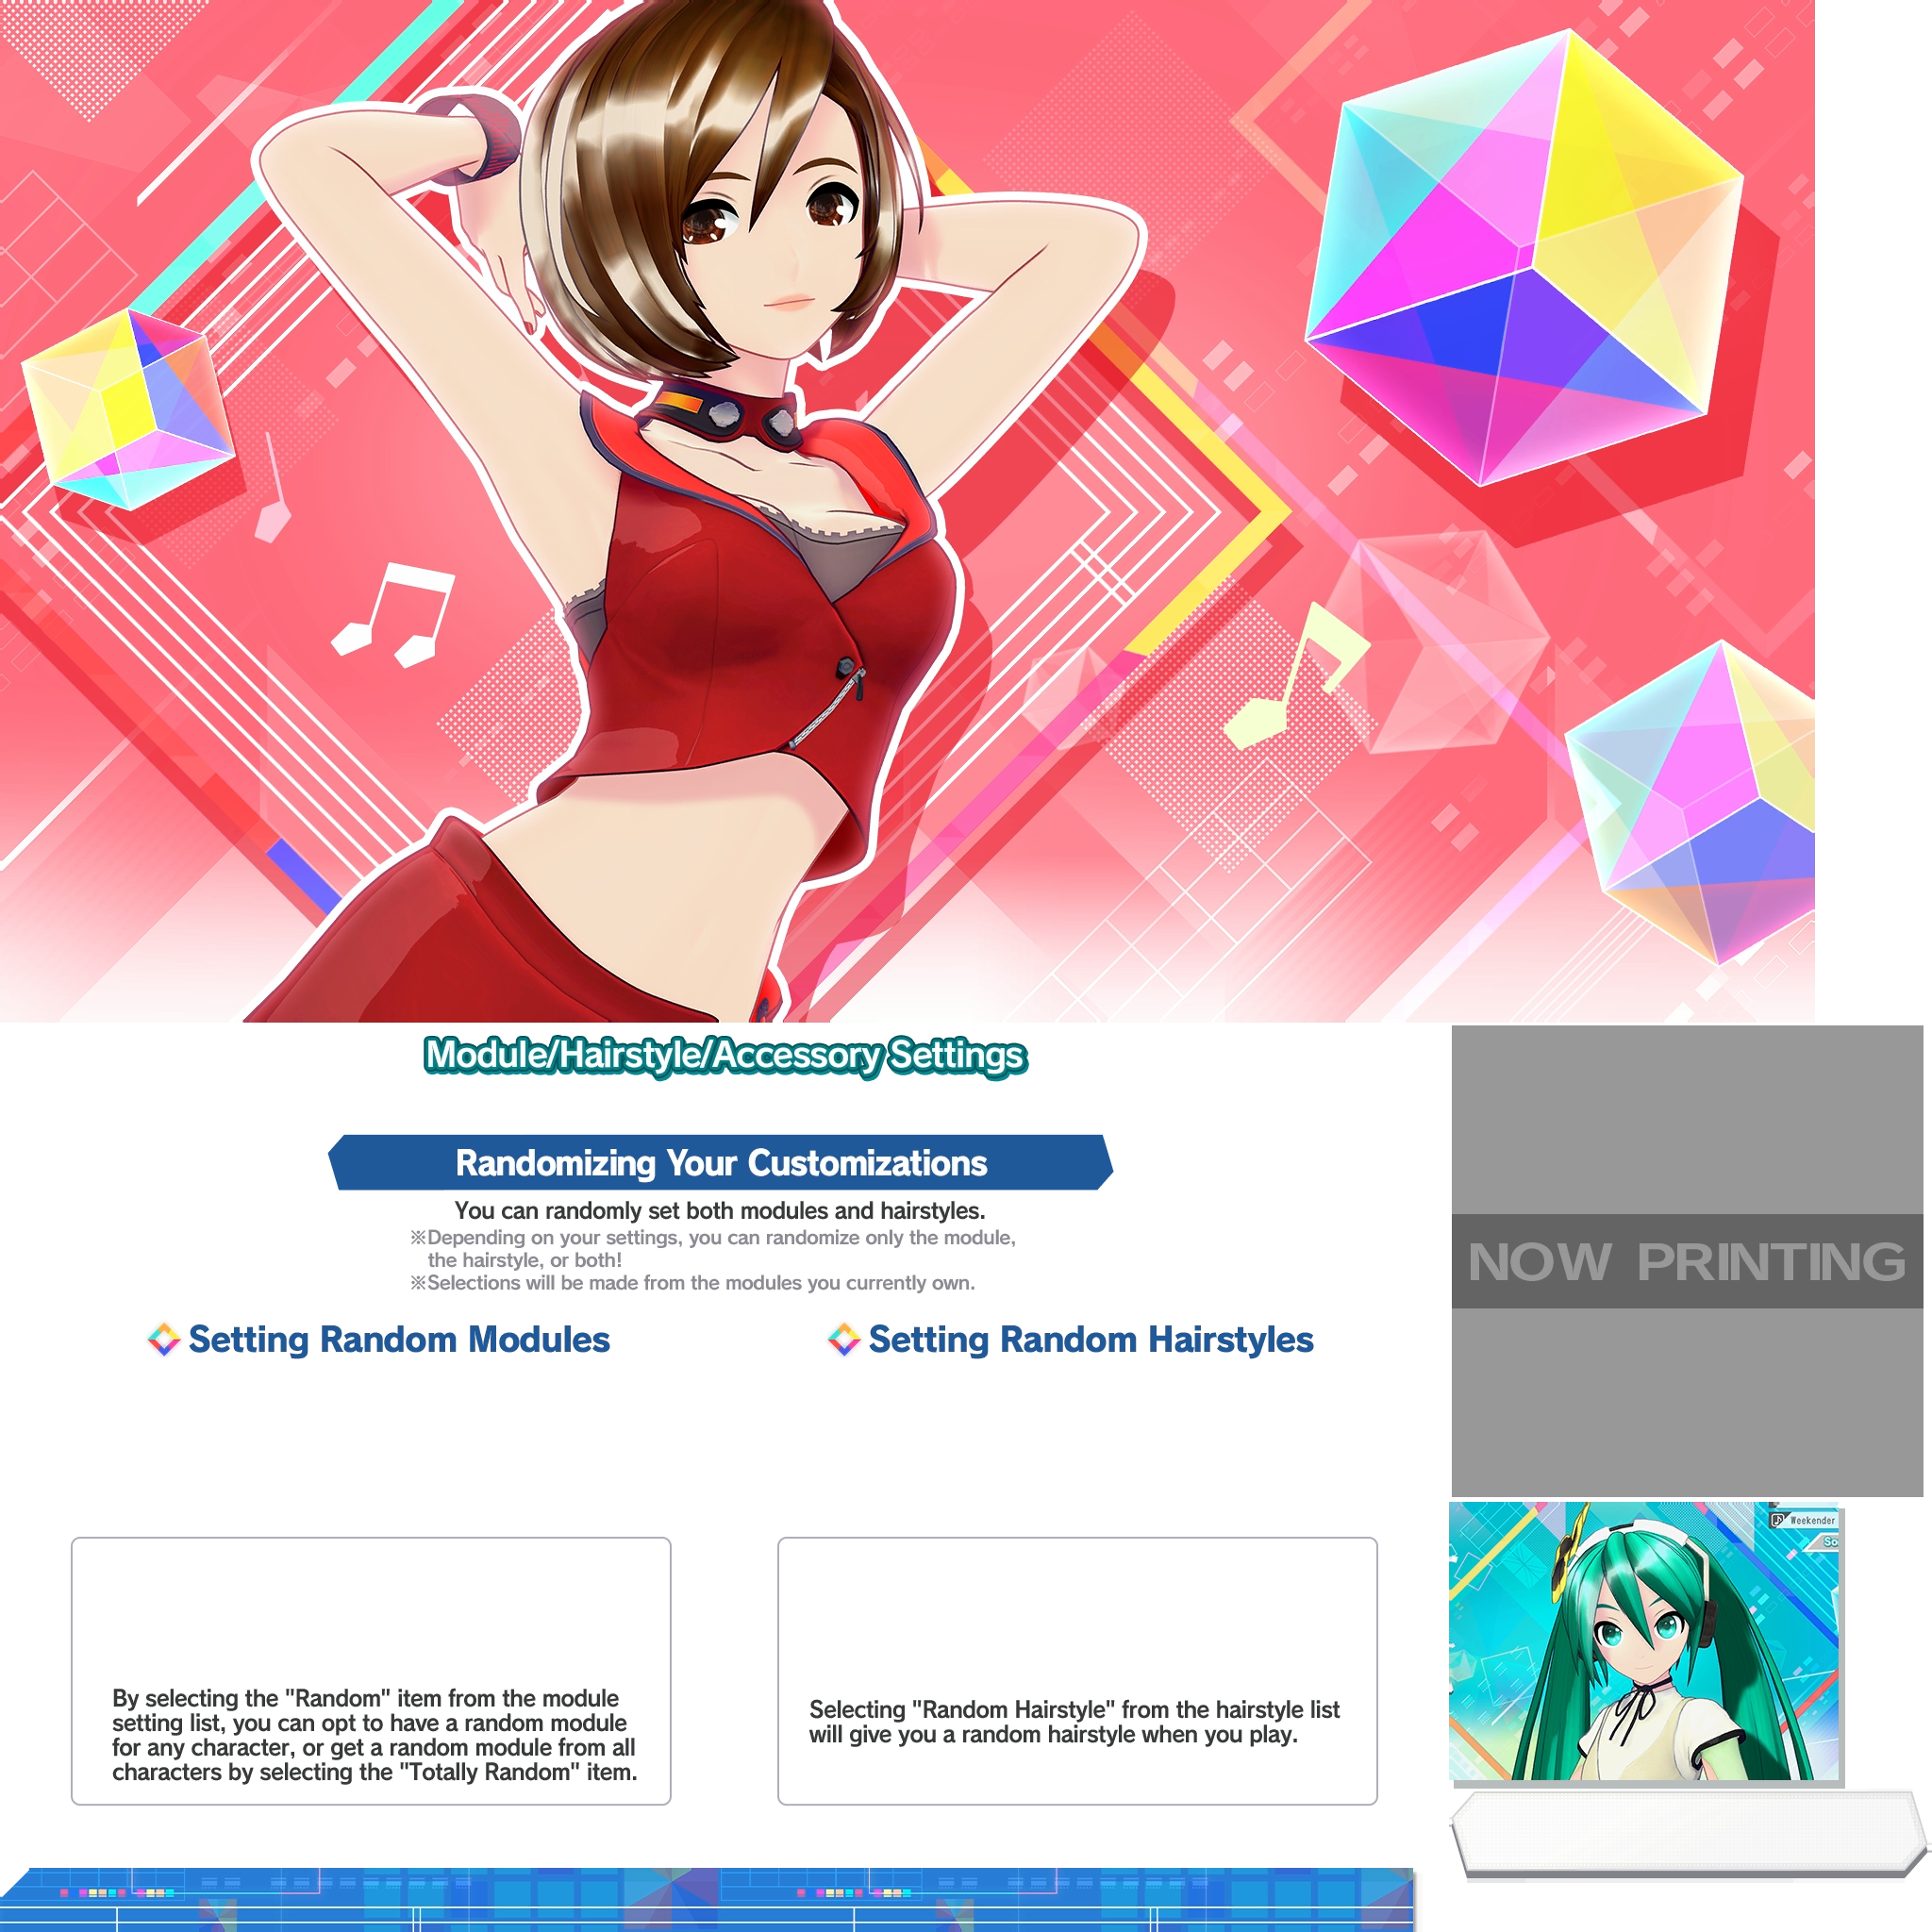 Module/Hairstyle/Accessory Settings
Randomizing Your Customizations
You can randomly set both modules and hairstyles.
※Depending on your settings, you can randomize only the module,
the hairstyle, or both!
※Selections will be made from the modules you currently own.
Setting Random Modules
Setting Random Hairstyles
NOW PRINTING
Weekender
So
By selecting the "Random" item from the module
setting list, you can opt to have a random module
for any character, or get a random module from all
characters by selecting the "Totally Random" item.
Selecting "Random Hairstyle" from the hairstyle list
will give you a random hairstyle when you play.